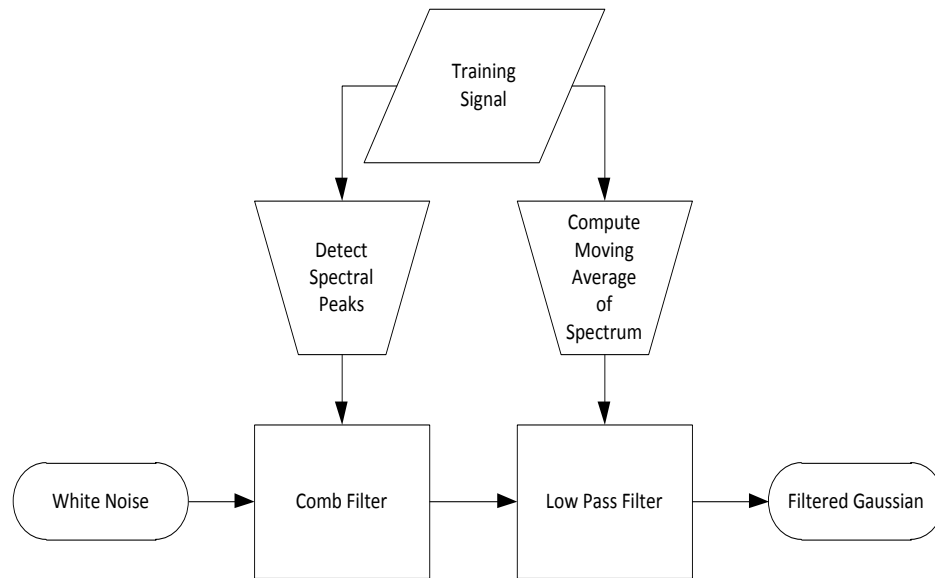 Training
Signal
Detect
Spectral
Peaks
Compute
Moving
Average
of
Spectrum
White Noise
Comb Filter
Low Pass Filter
Filtered Gaussian